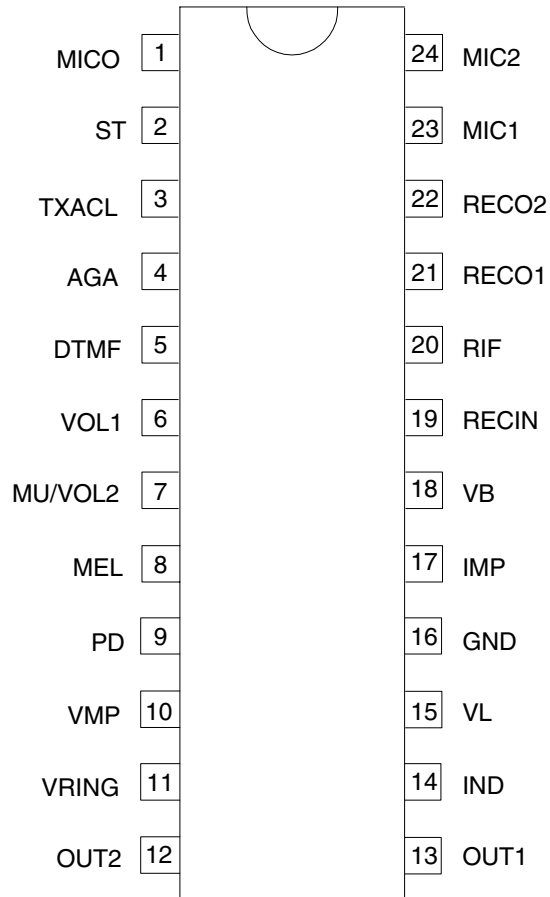 MICO 1 24 MIC2
ST 2 23 MIC1
TXACL 3 22 RECO2
AGA 4 21 RECO1
DTMF 5 20 RIF
VOL1 6 19 RECIN
MU/VOL2 7 18 VB
MEL 8 17 IMP
PD 9 16 GND
VMP 10 15 VL
VRING 11 14 IND
OUT2 12 13 OUT1